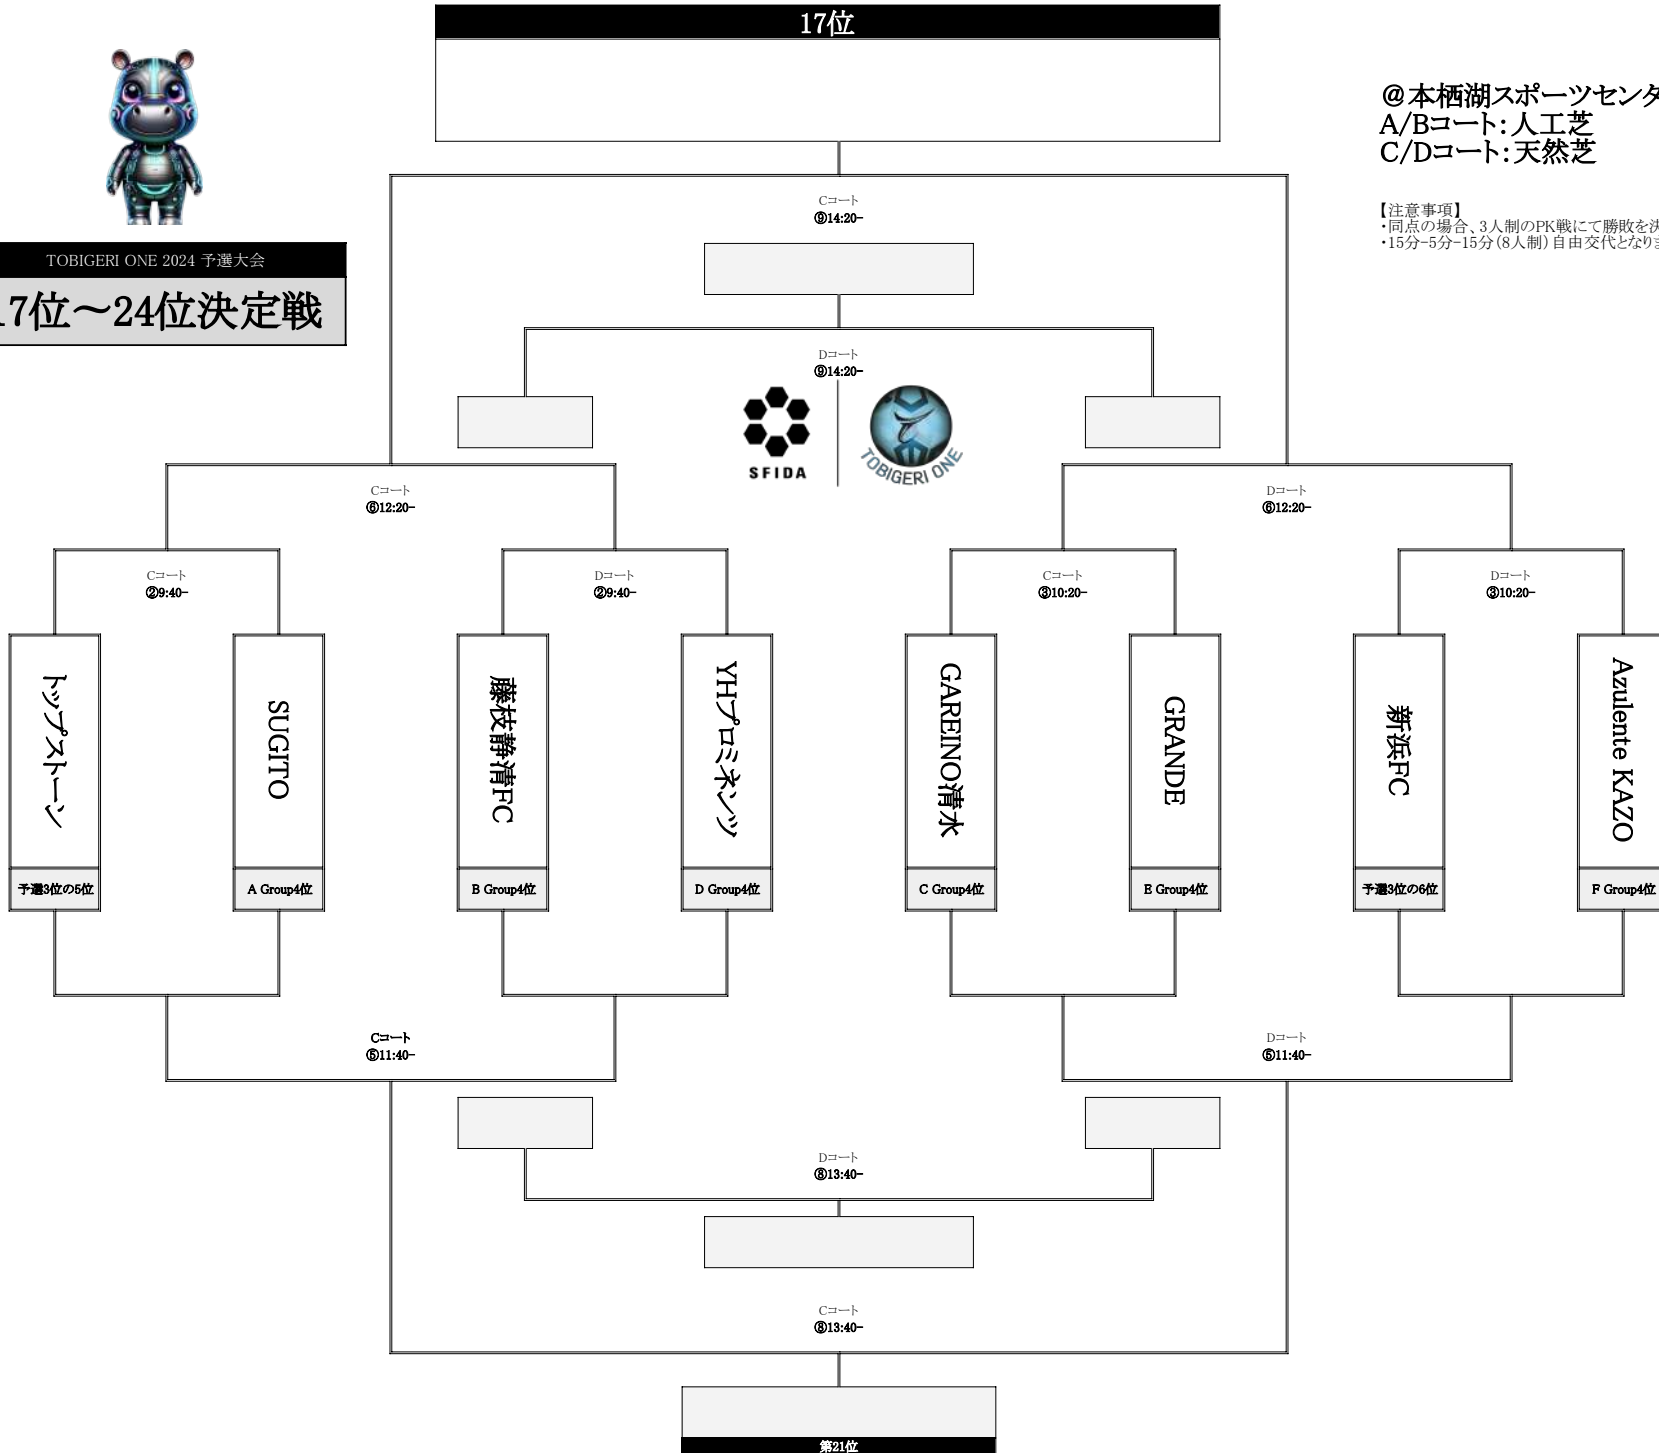 17位
@本栖湖スポーツセンタ
A/Bコート：人工芝
C/Dコート：天然芝
【注意事項】
・同点の場合、3人制のPK戦にて勝敗を決
・15分-5分-15分（8人制）自由交代となりま
TOBIGERI ONE 2024 予選大会
17位～24位決定戦
Cコート
⑨14:20-
Dコート
⑨14:20-
SFIDA
TOBIGERI ONE
Cコート
⑥12:20-
Dコート
⑥12:20-
Cコート
②9:40-
Dコート
②9:40-
Cコート
③10:20-
Dコート
③10:20-
トップストーン
SUGITO
藤枝静清FC
YHプロミネンツ
GAREINO清水
GRANDE
新浜FC
Azulente KAZO
予選3位の5位
A Group4位
B Group4位
D Group4位
C Group4位
E Group4位
予選3位の6位
F Group4位
Cコート
⑤11:40-
Dコート
⑤11:40-
Dコート
⑧13:40-
Cコート
⑧13:40-
第21位